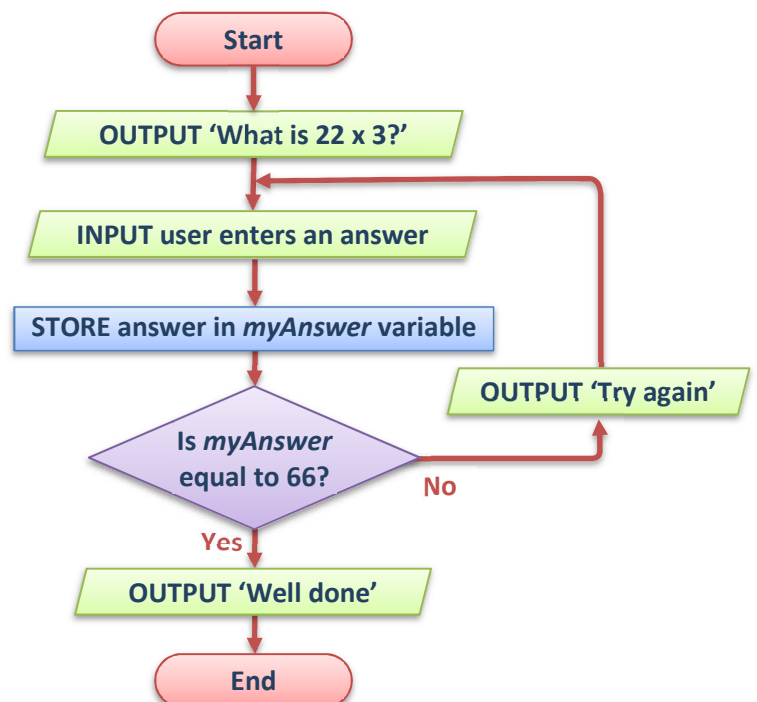 Start
OUTPUT ‘What is 22 x 3?’
INPUT user enters an answer
STORE answer in myAnswer variable
OUTPUT ‘Try again’
Is myAnswer
equal to 66?
No
Yes
OUTPUT ‘Well done’
End